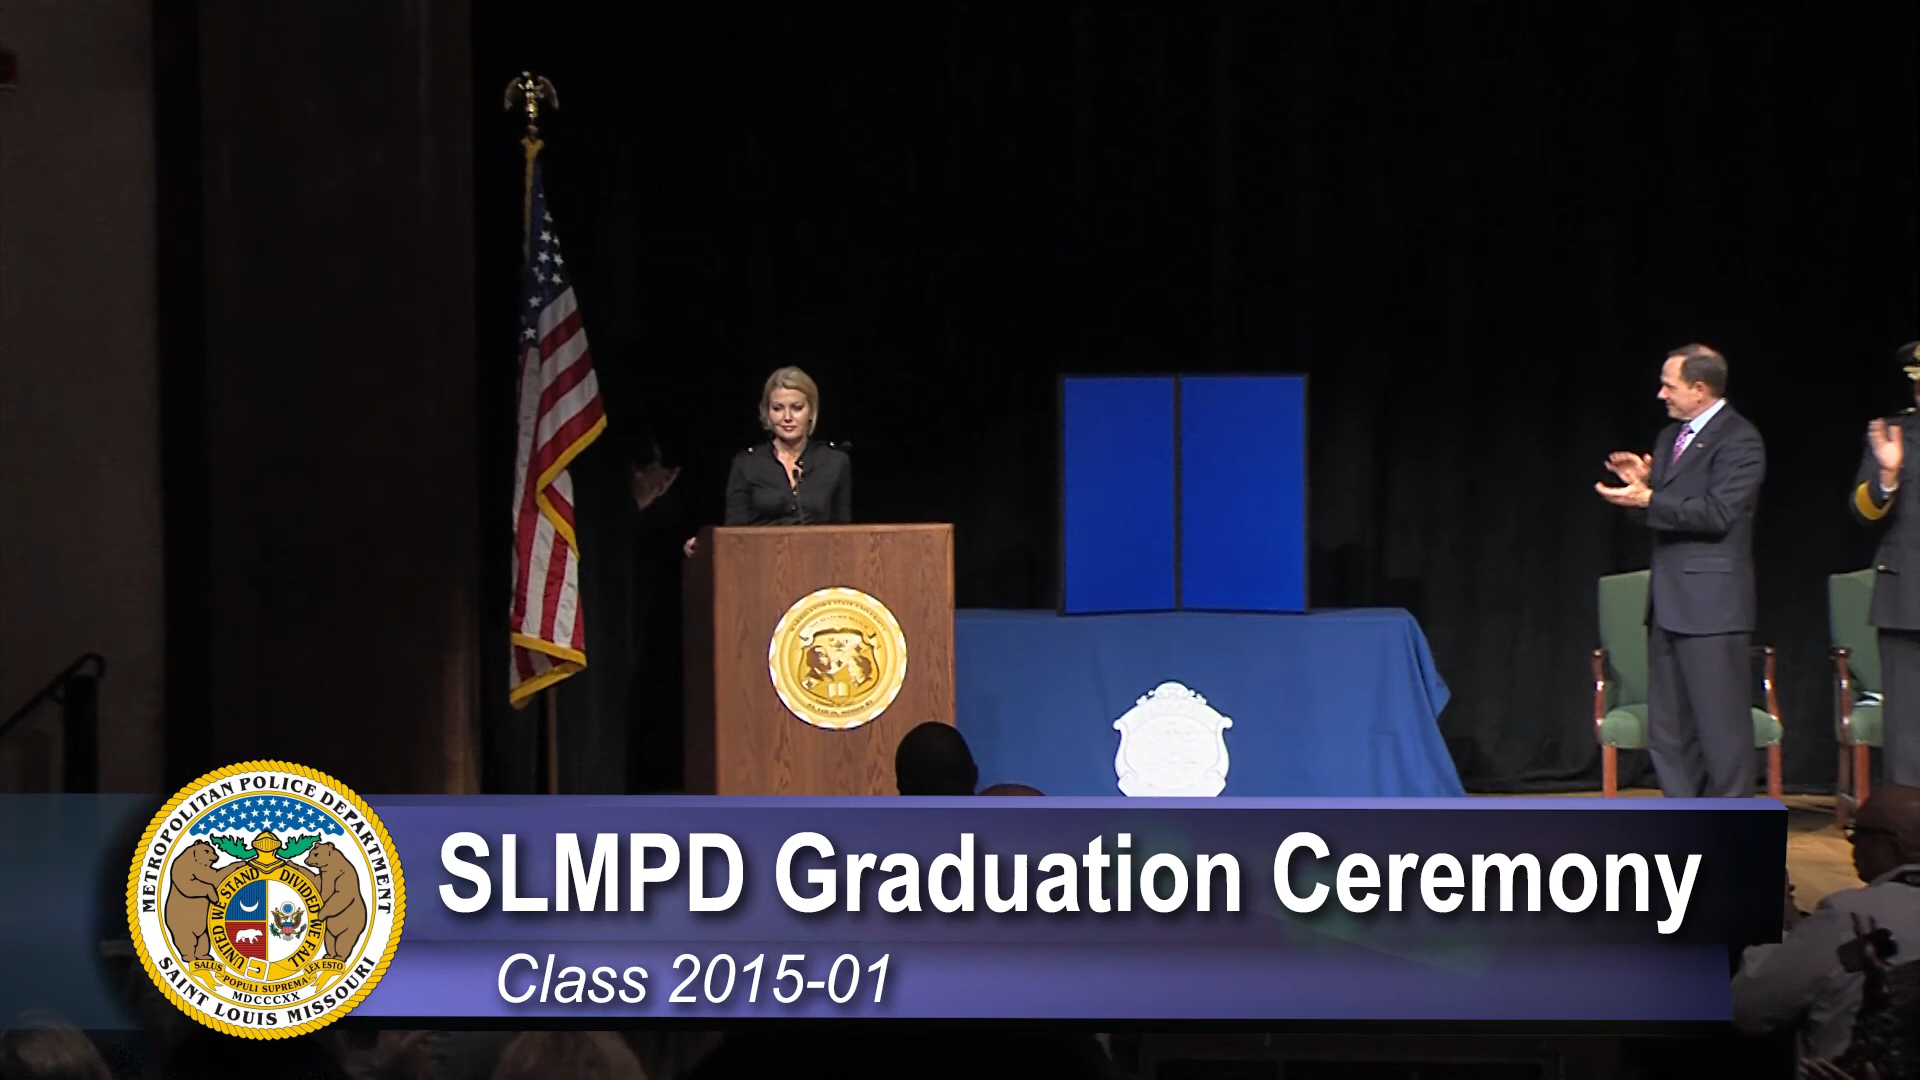 SLMPD Graduation Ceremony
Class 2015-01
METROPOLITAN POLICE DEPARTMENT
SAINT LOUIS MISSOURI
UNITED WE STAND DIVIDED WE FALL
SALUS POPULI SUPREMA LEX ESTO
MDCCCXX